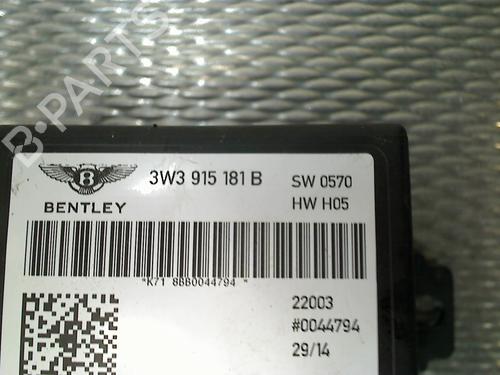 B-PARTS
B
3W3 915 181 B
SW 0570
BENTLEY
HW H05
*K71 8BB0044794 *
22003
#0044794
29/14